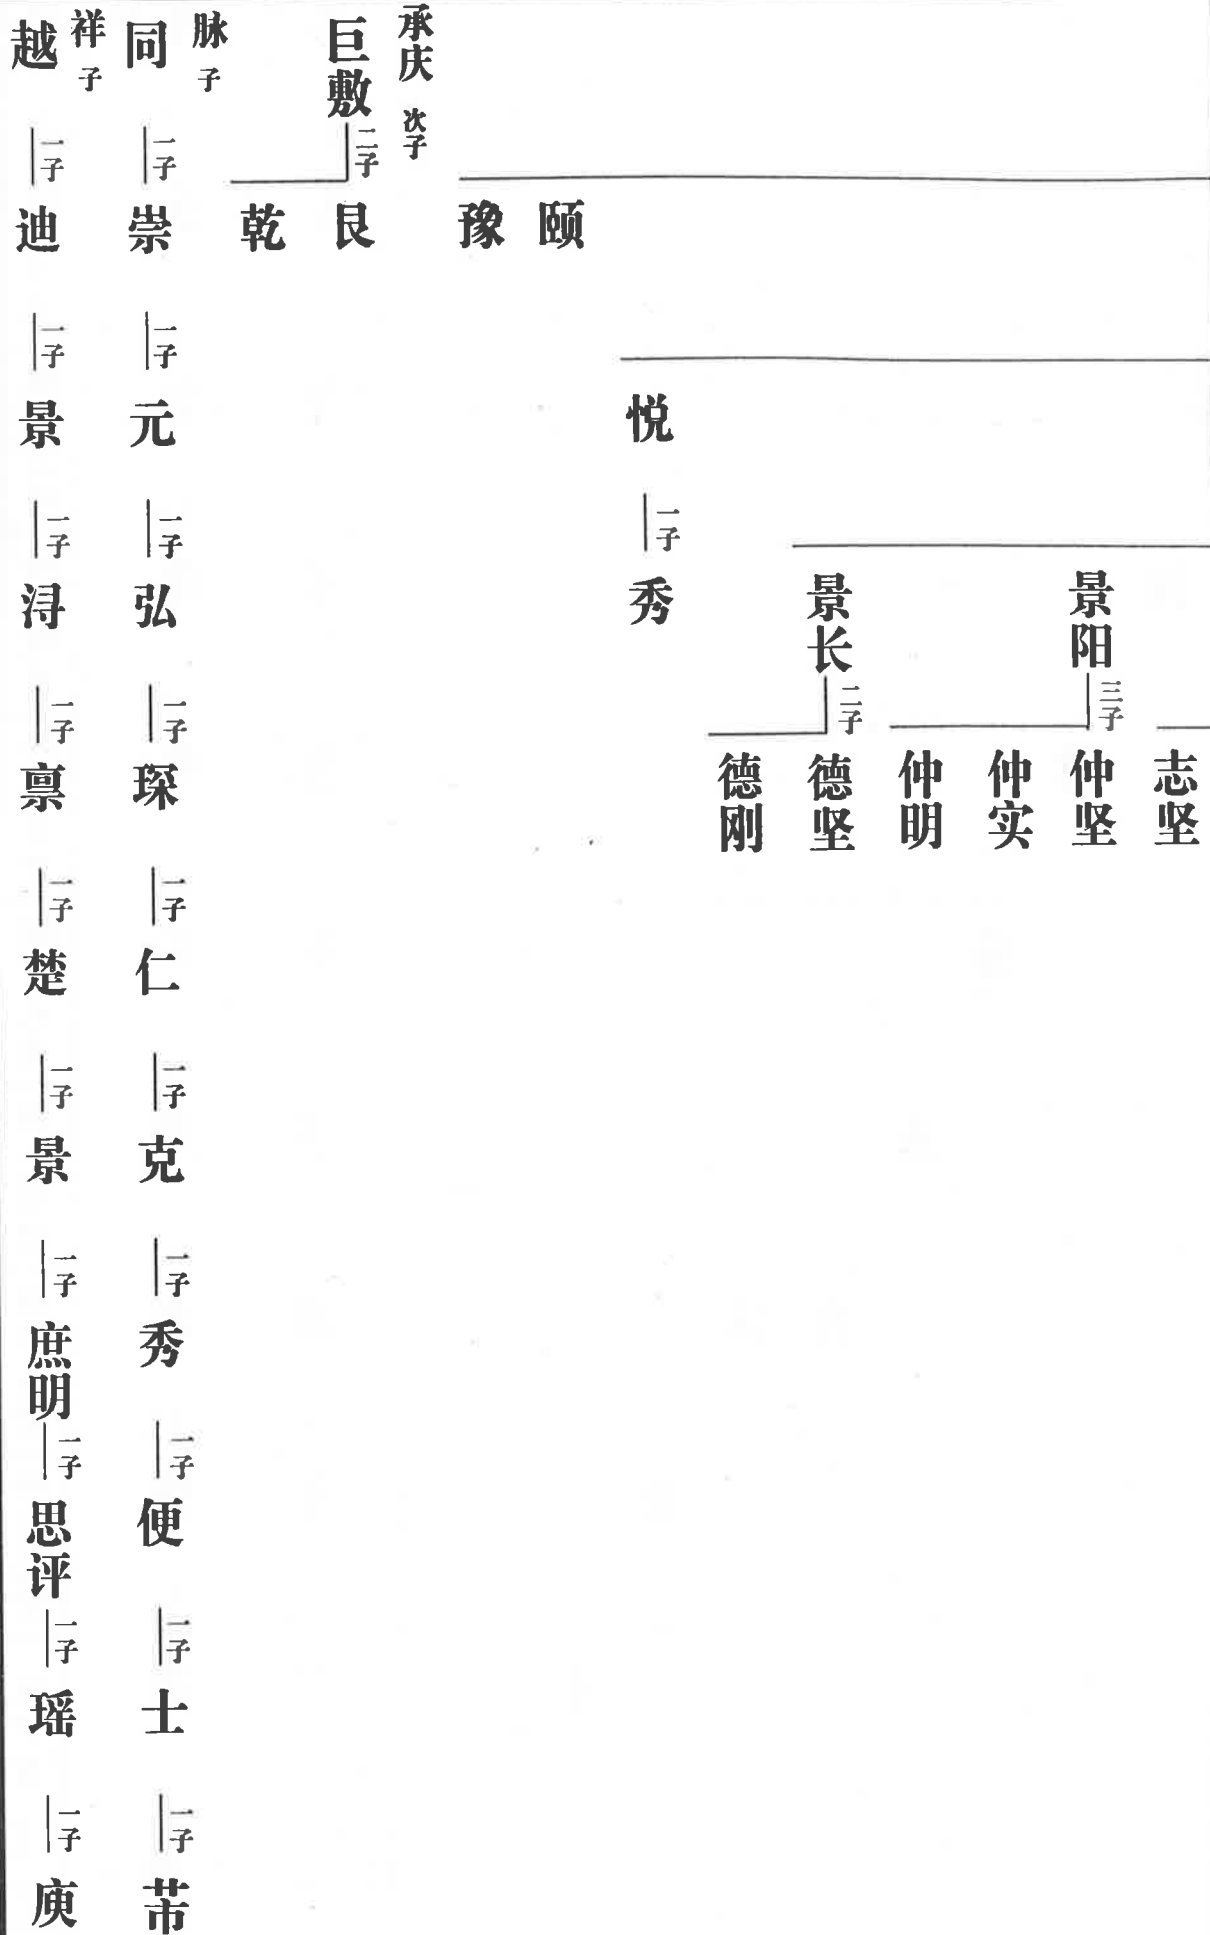 志坚
景阳
三子
仲坚
仲实
仲明
景长
二子
德坚
德刚
悦
一子
秀
颐
豫
承庆 次子
巨敷
二子
艮
乾
脉 子
同
一子
崇
一子
元
一子
弘
一子
琛
一子
仁
一子
克
一子
秀
一子
便
一子
士
一子
芾
祥 子
越
一子
迪
一子
景
一子
浔
一子
禀
一子
楚
一子
景
一子
庶明
一子
思评
一子
瑶
一子
庾